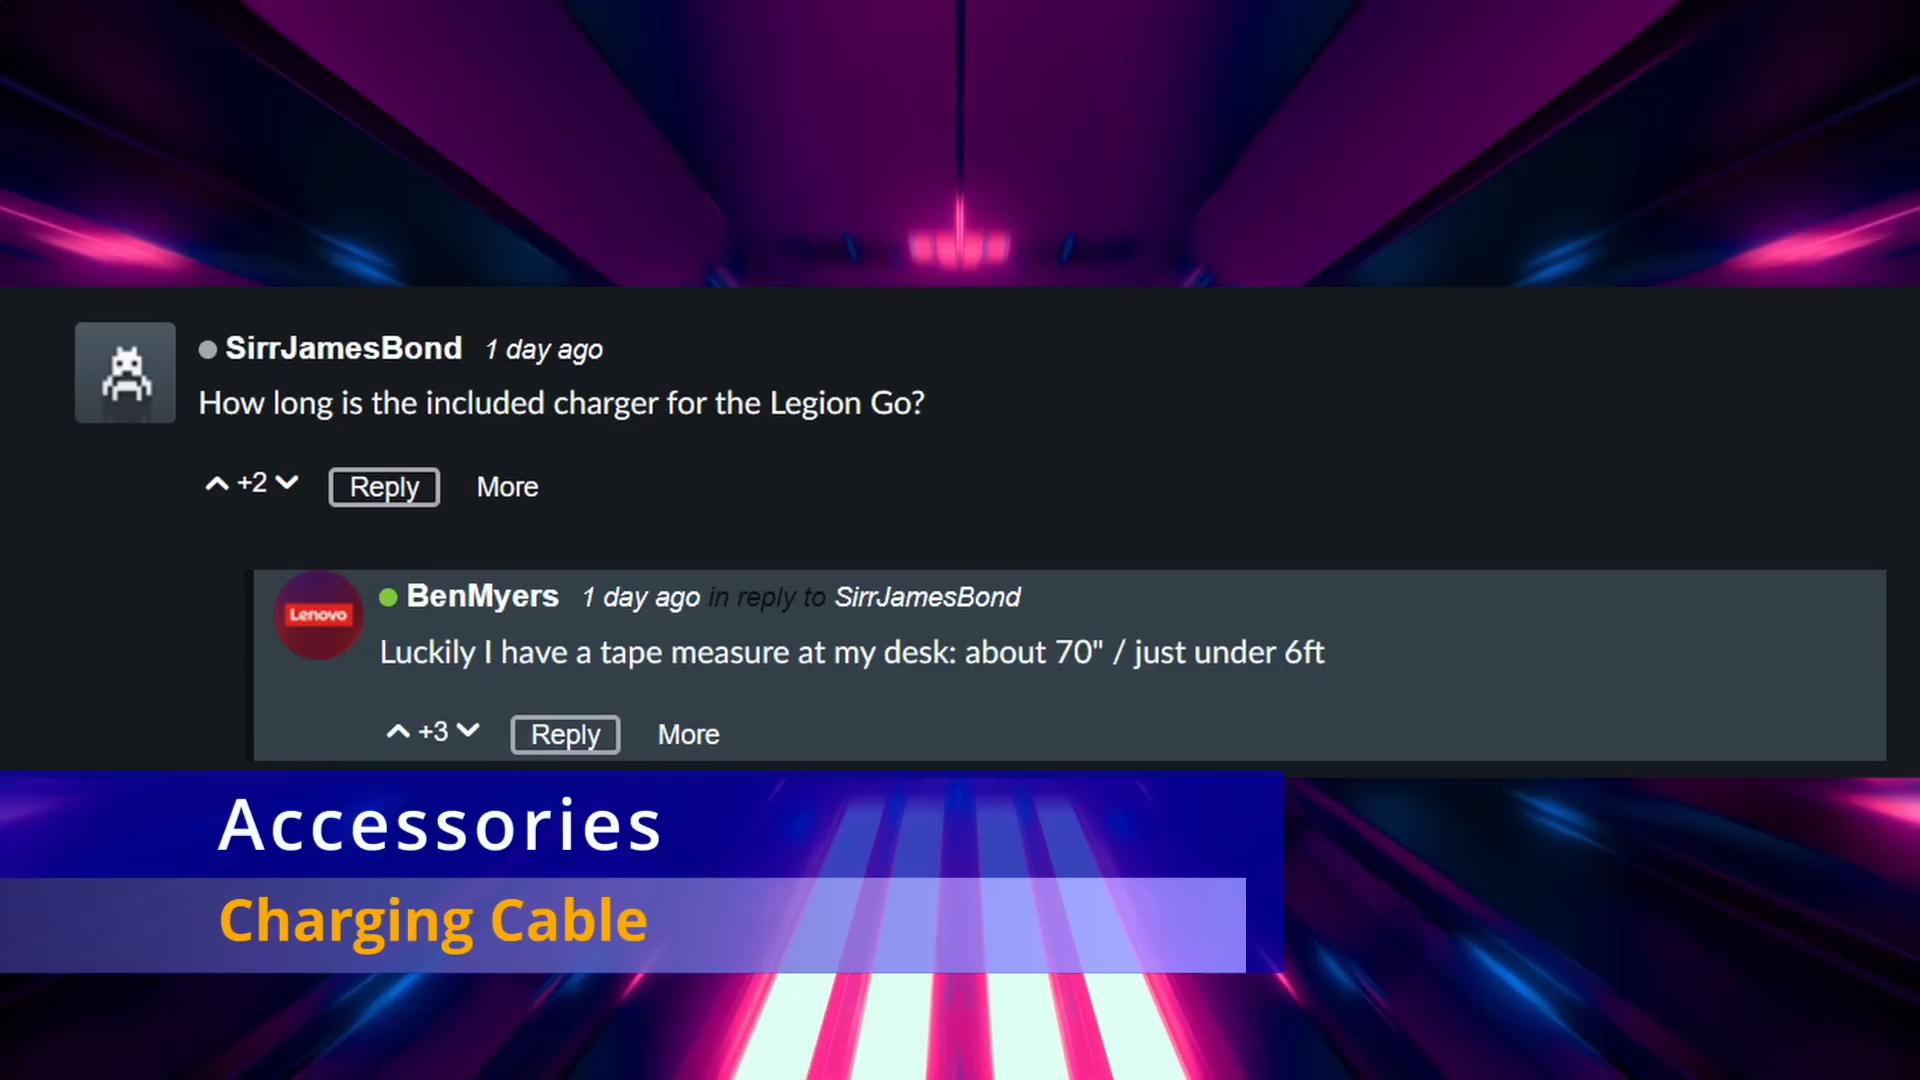 SirrJamesBond 1 day ago
How long is the included charger for the Legion Go?
+2 Reply More
Lenovo
BenMyers 1 day ago in reply to SirrJamesBond
Luckily I have a tape measure at my desk: about 70" / just under 6ft
+3 Reply More
Accessories
Charging Cable